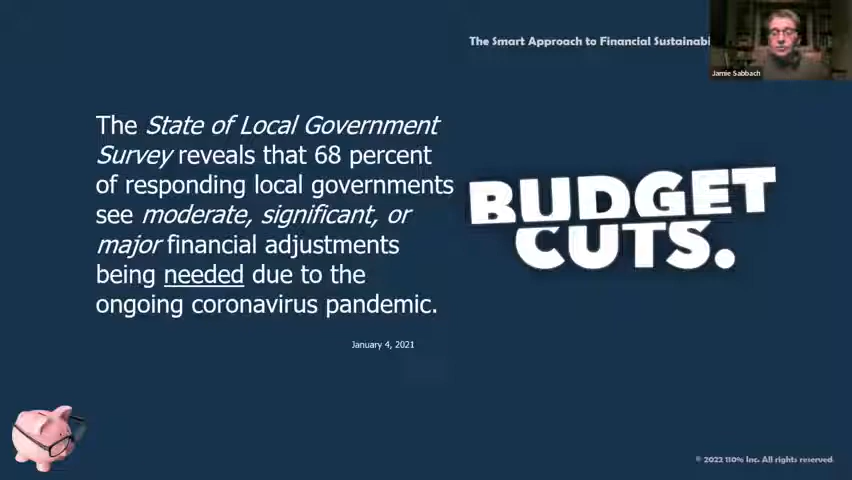 The Smart Approach to Financial
Jamie Sabbach
The State of Local Government
Survey reveals that 68 percent
of responding local governments
see moderate, significant, or
major financial adjustments
being needed due to the
ongoing coronavirus pandemic.
BUDGET
CUTS.
January 4, 2021
© 2022 110% Inc. All rights reserved.